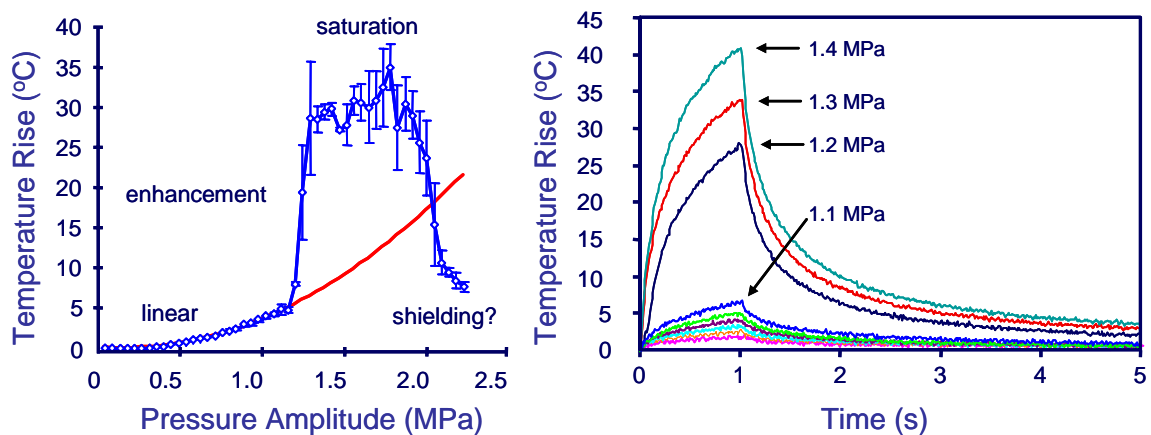 saturation
enhancement
linear
shielding?
Temperature Rise (ºC)
40
35
30
25
20
15
10
5
0
0 0.5 1.0 1.5 2.0 2.5
Pressure Amplitude (MPa)
1.4 MPa
1.3 MPa
1.2 MPa
1.1 MPa
Temperature Rise (ºC)
45
40
35
30
25
20
15
10
5
0
0 1 2 3 4 5
Time (s)